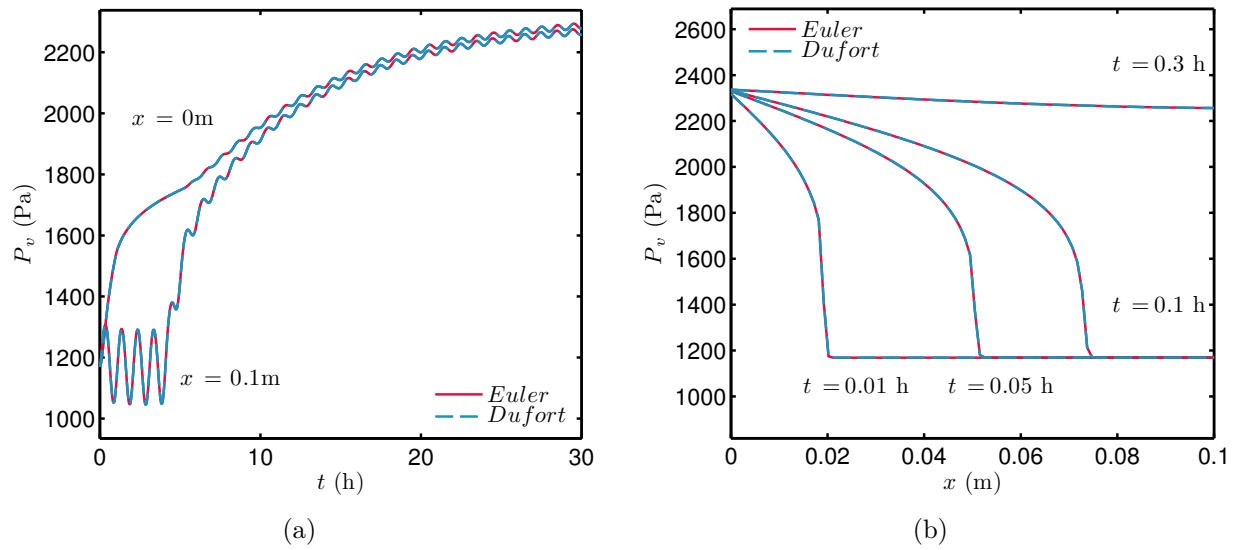 2200
2000
1800
1600
1400
1200
1000
P_v (Pa)
x = 0m
x = 0.1m
Euler
Dufort
0
10
20
30
t (h)
(a)
2600
2400
2200
2000
1800
1600
1400
1200
1000
P_v (Pa)
Euler
Dufort
t = 0.3 h
t = 0.1 h
t = 0.01 h
t = 0.05 h
0
0.02
0.04
0.06
0.08
0.1
x (m)
(b)